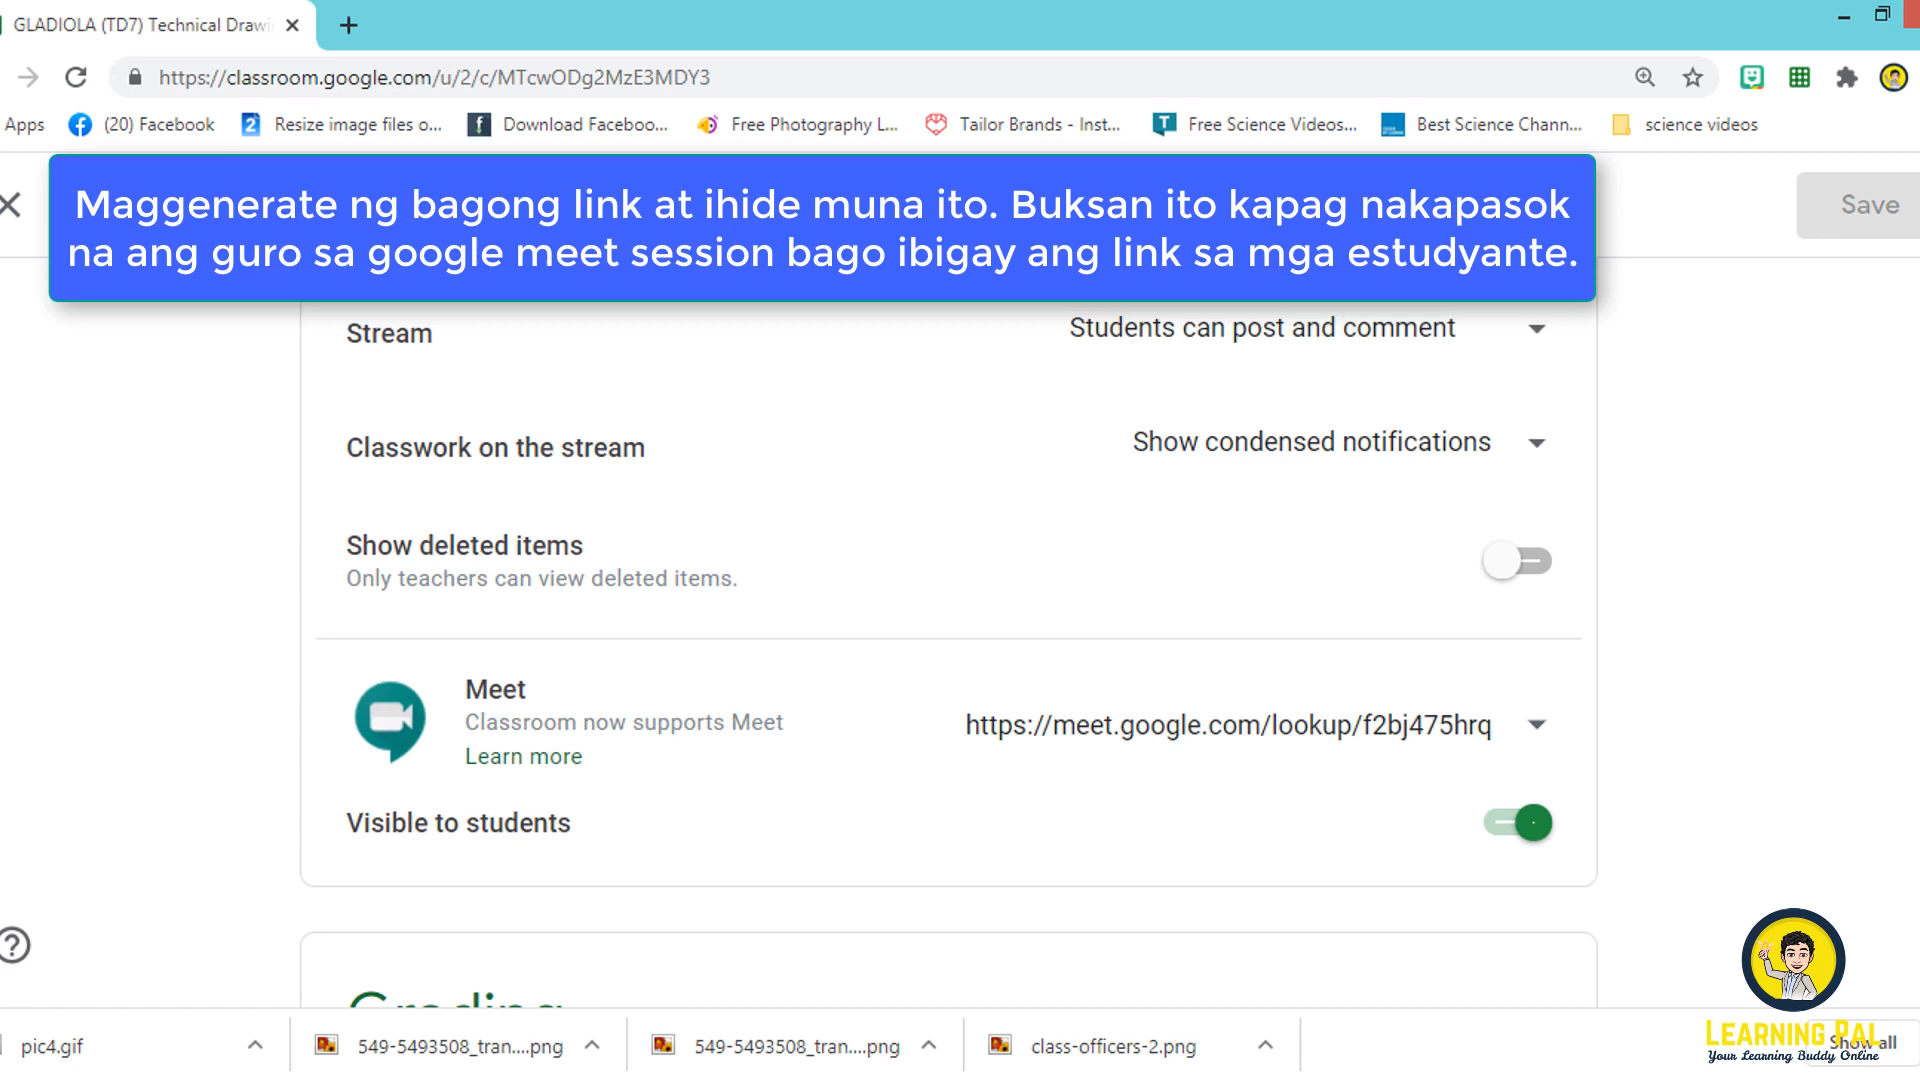 GLADIOLA (TD7) Technical Drawi
https://classroom.google.com/u/2/c/MTcwODg2MzE3MDY3
Apps (20) Facebook Resize image files o... Download Faceboo... Free Photography L... Tailor Brands - Inst... Free Science Videos... Best Science Chann... science videos
Maggenerate ng bagong link at ihide muna ito. Buksan ito kapag nakapasok
na ang guro sa google meet session bago ibigay ang link sa mga estudyante.
Save
Stream Students can post and comment
Classwork on the stream Show condensed notifications
Show deleted items
Only teachers can view deleted items.
Meet
Classroom now supports Meet
https://meet.google.com/lookup/f2bj475hrq
Learn more
Visible to students
Grading
pic4.gif 549-5493508_tran....png 549-5493508_tran....png class-officers-2.png Show all
LEARNING PAL
Your Learning Buddy Online